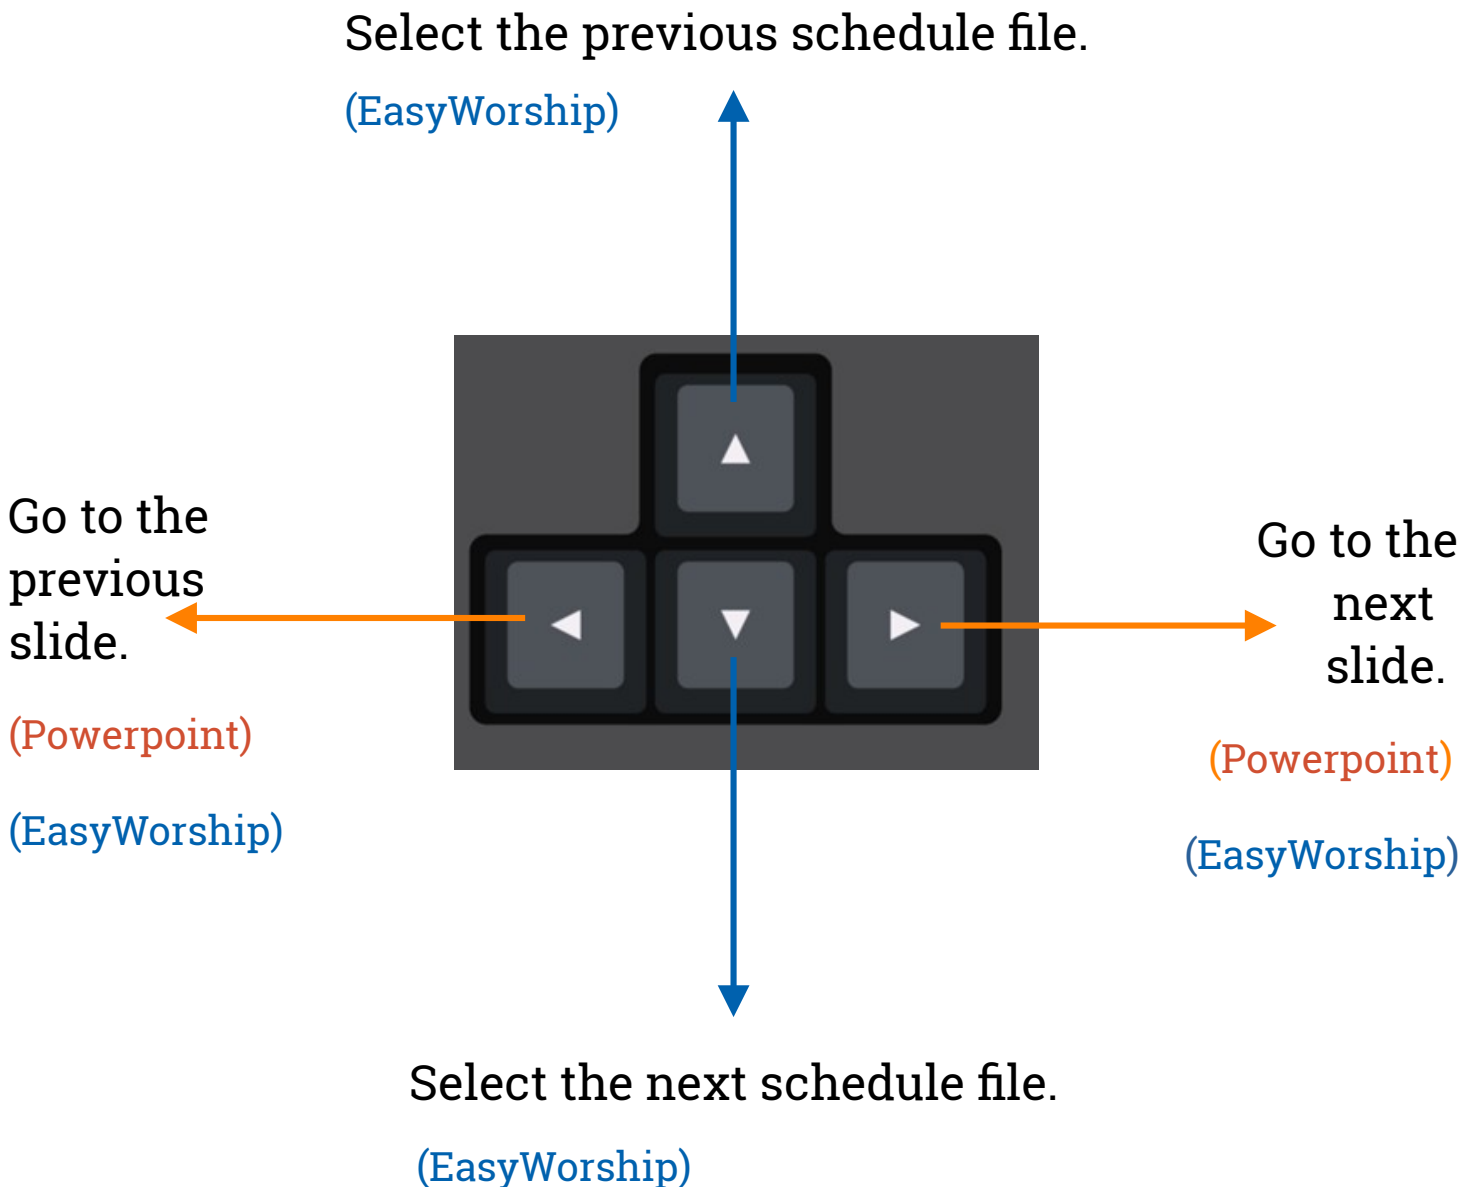 Select the previous schedule file.
(EasyWorship)
Go to the
previous
slide.
(Powerpoint)
(EasyWorship)
Go to the
next
slide.
(Powerpoint)
(EasyWorship)
Select the next schedule file.
(EasyWorship)